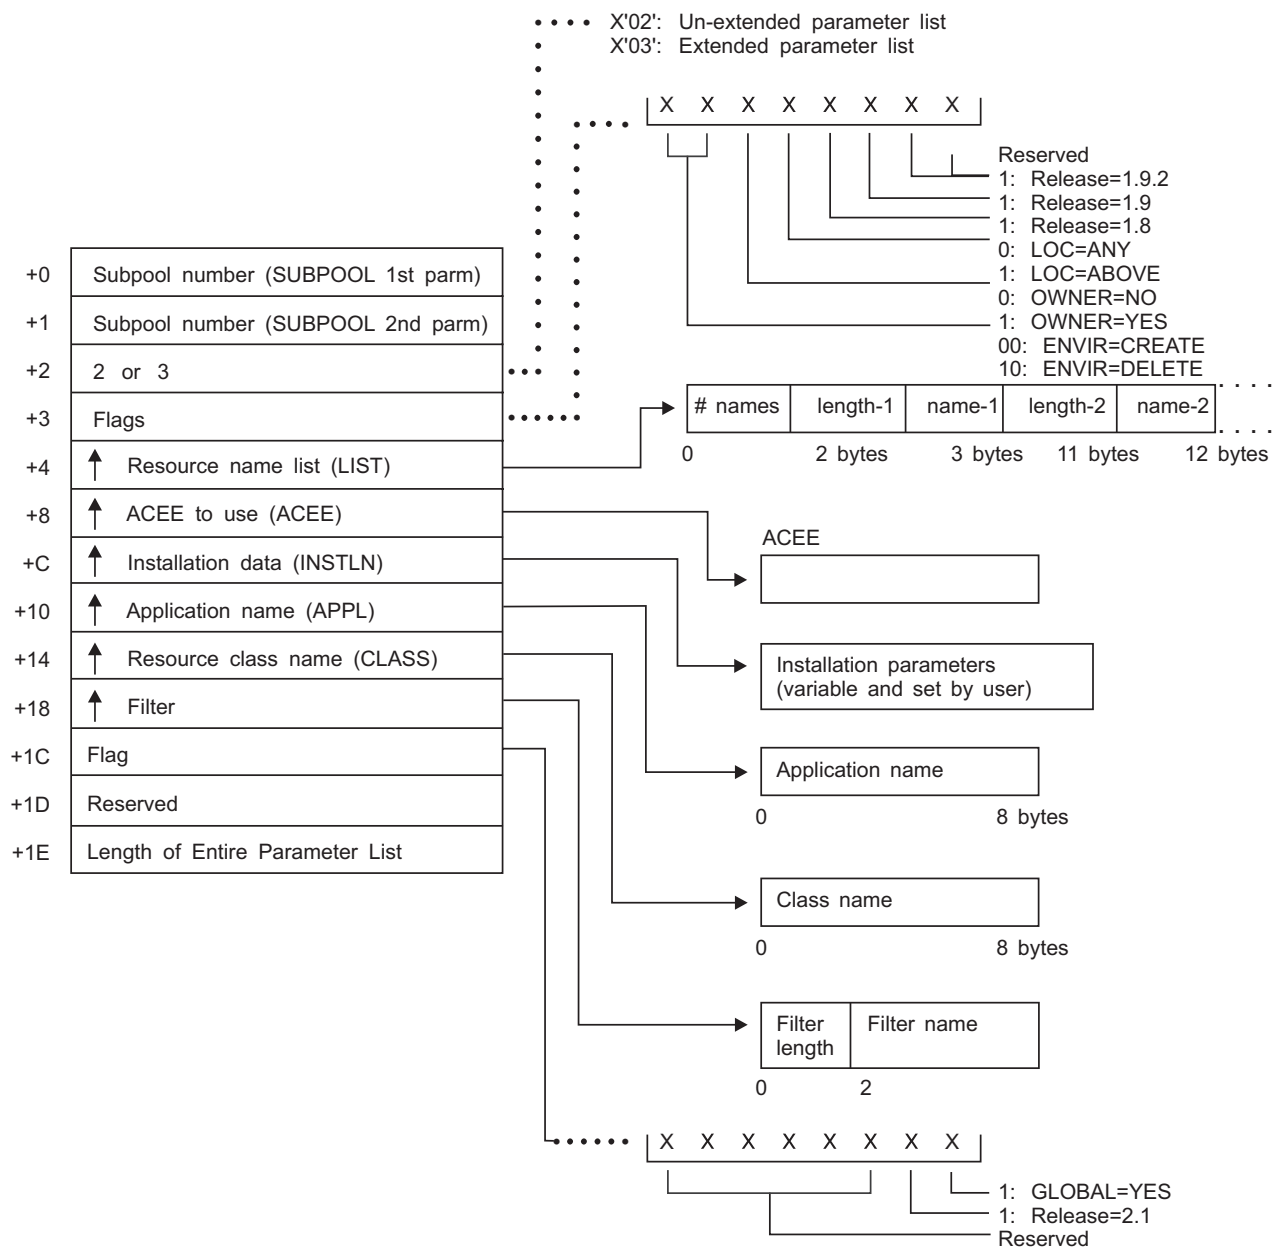 X'02': Un-extended parameter list
X'03': Extended parameter list
X X X X X X X X
Reserved
1: Release=1.9.2
1: Release=1.9
1: Release=1.8
0: LOC=ANY
1: LOC=ABOVE
0: OWNER=NO
1: OWNER=YES
00: ENVIR=CREATE
10: ENVIR=DELETE
+0 Subpool number (SUBPOOL 1st parm)
+1 Subpool number (SUBPOOL 2nd parm)
+2 2 or 3
+3 Flags
+4 Resource name list (LIST)
+8 ACEE to use (ACEE)
+C Installation data (INSTLN)
+10 Application name (APPL)
+14 Resource class name (CLASS)
+18 Filter
+1C Flag
+1D Reserved
+1E Length of Entire Parameter List
# names length-1 name-1 length-2 name-2
0 2 bytes 3 bytes 11 bytes 12 bytes
ACEE
Installation parameters
(variable and set by user)
Application name
0 8 bytes
Class name
0 8 bytes
Filter length Filter name
0 2
X X X X X X X X
1: GLOBAL=YES
1: Release=2.1
Reserved